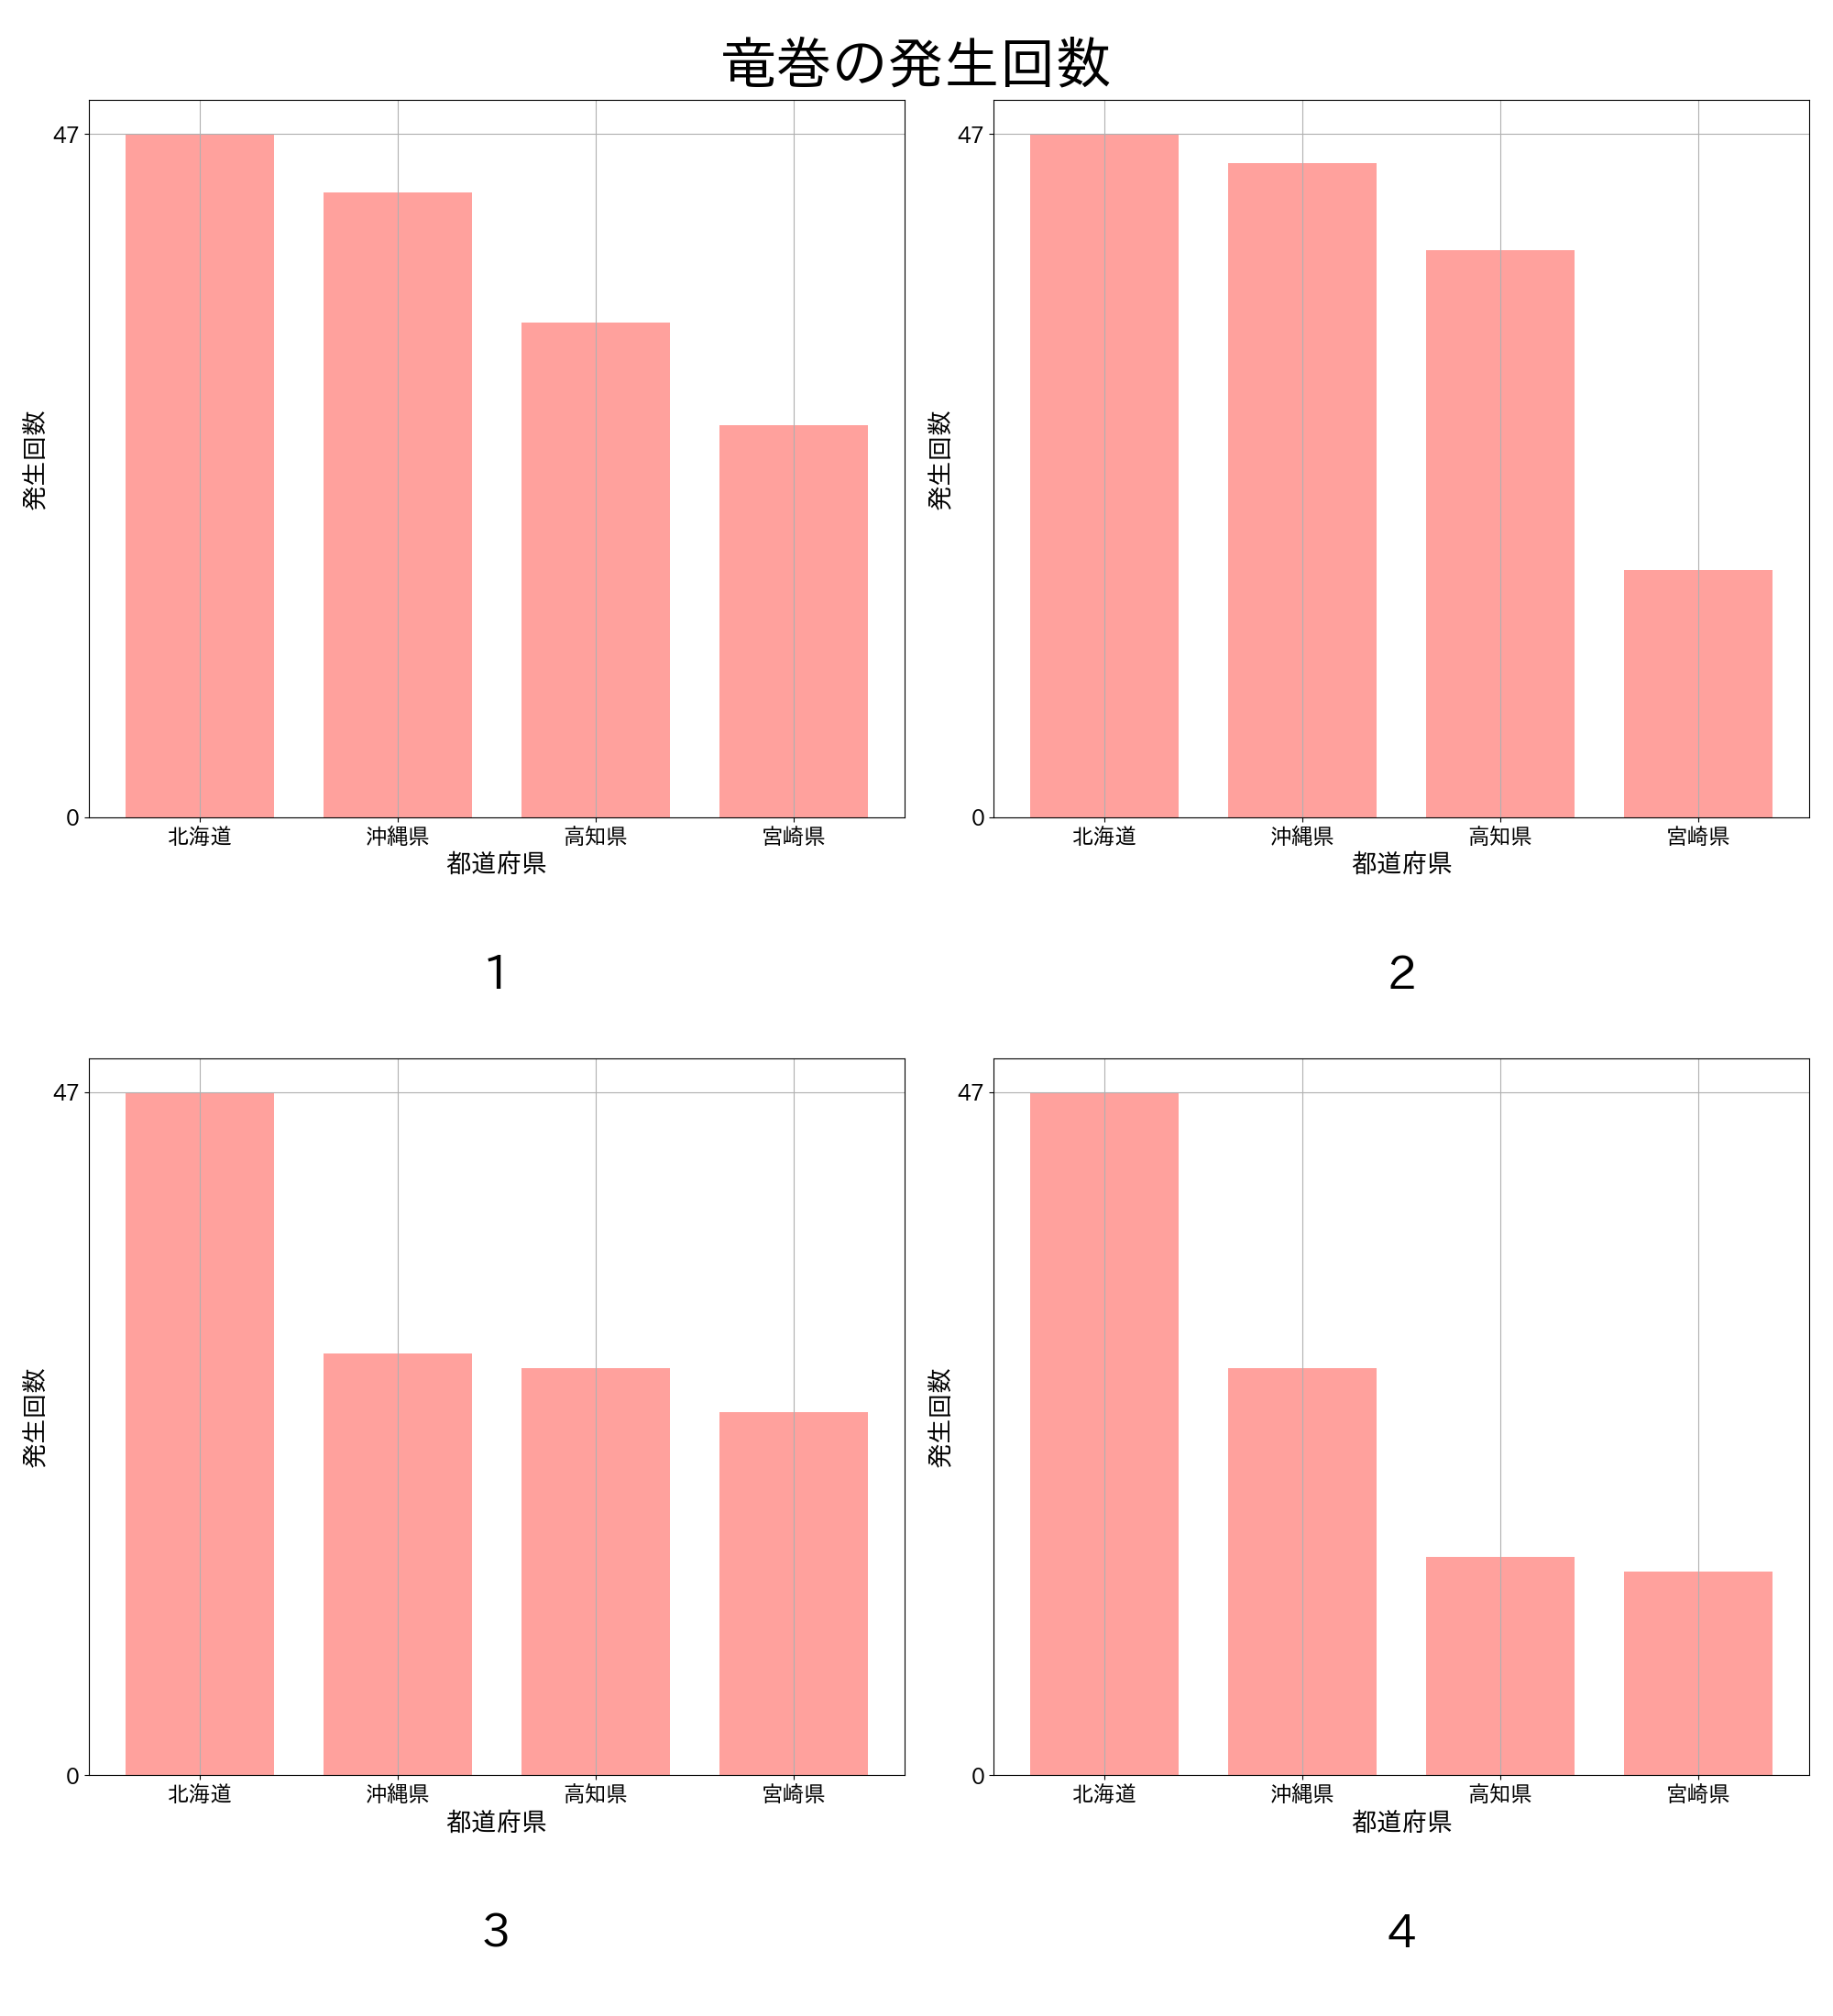 竜巻の発生回数
47
0
発生回数
北海道 沖縄県 高知県 宮崎県
都道府県
1
47
0
発生回数
北海道 沖縄県 高知県 宮崎県
都道府県
2
47
0
発生回数
北海道 沖縄県 高知県 宮崎県
都道府県
3
47
0
発生回数
北海道 沖縄県 高知県 宮崎県
都道府県
4